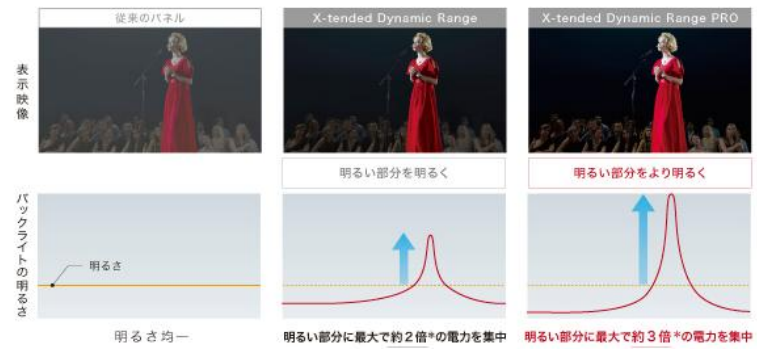 従来のパネル
X-tended Dynamic Range
X-tended Dynamic Range PRO
表示映像
明るい部分を明るく
明るい部分をより明るく
バックライトの明るさ
明るさ
明るさ均一
明るい部分に最大で約2倍*の電力を集中
明るい部分に最大で約3倍*の電力を集中